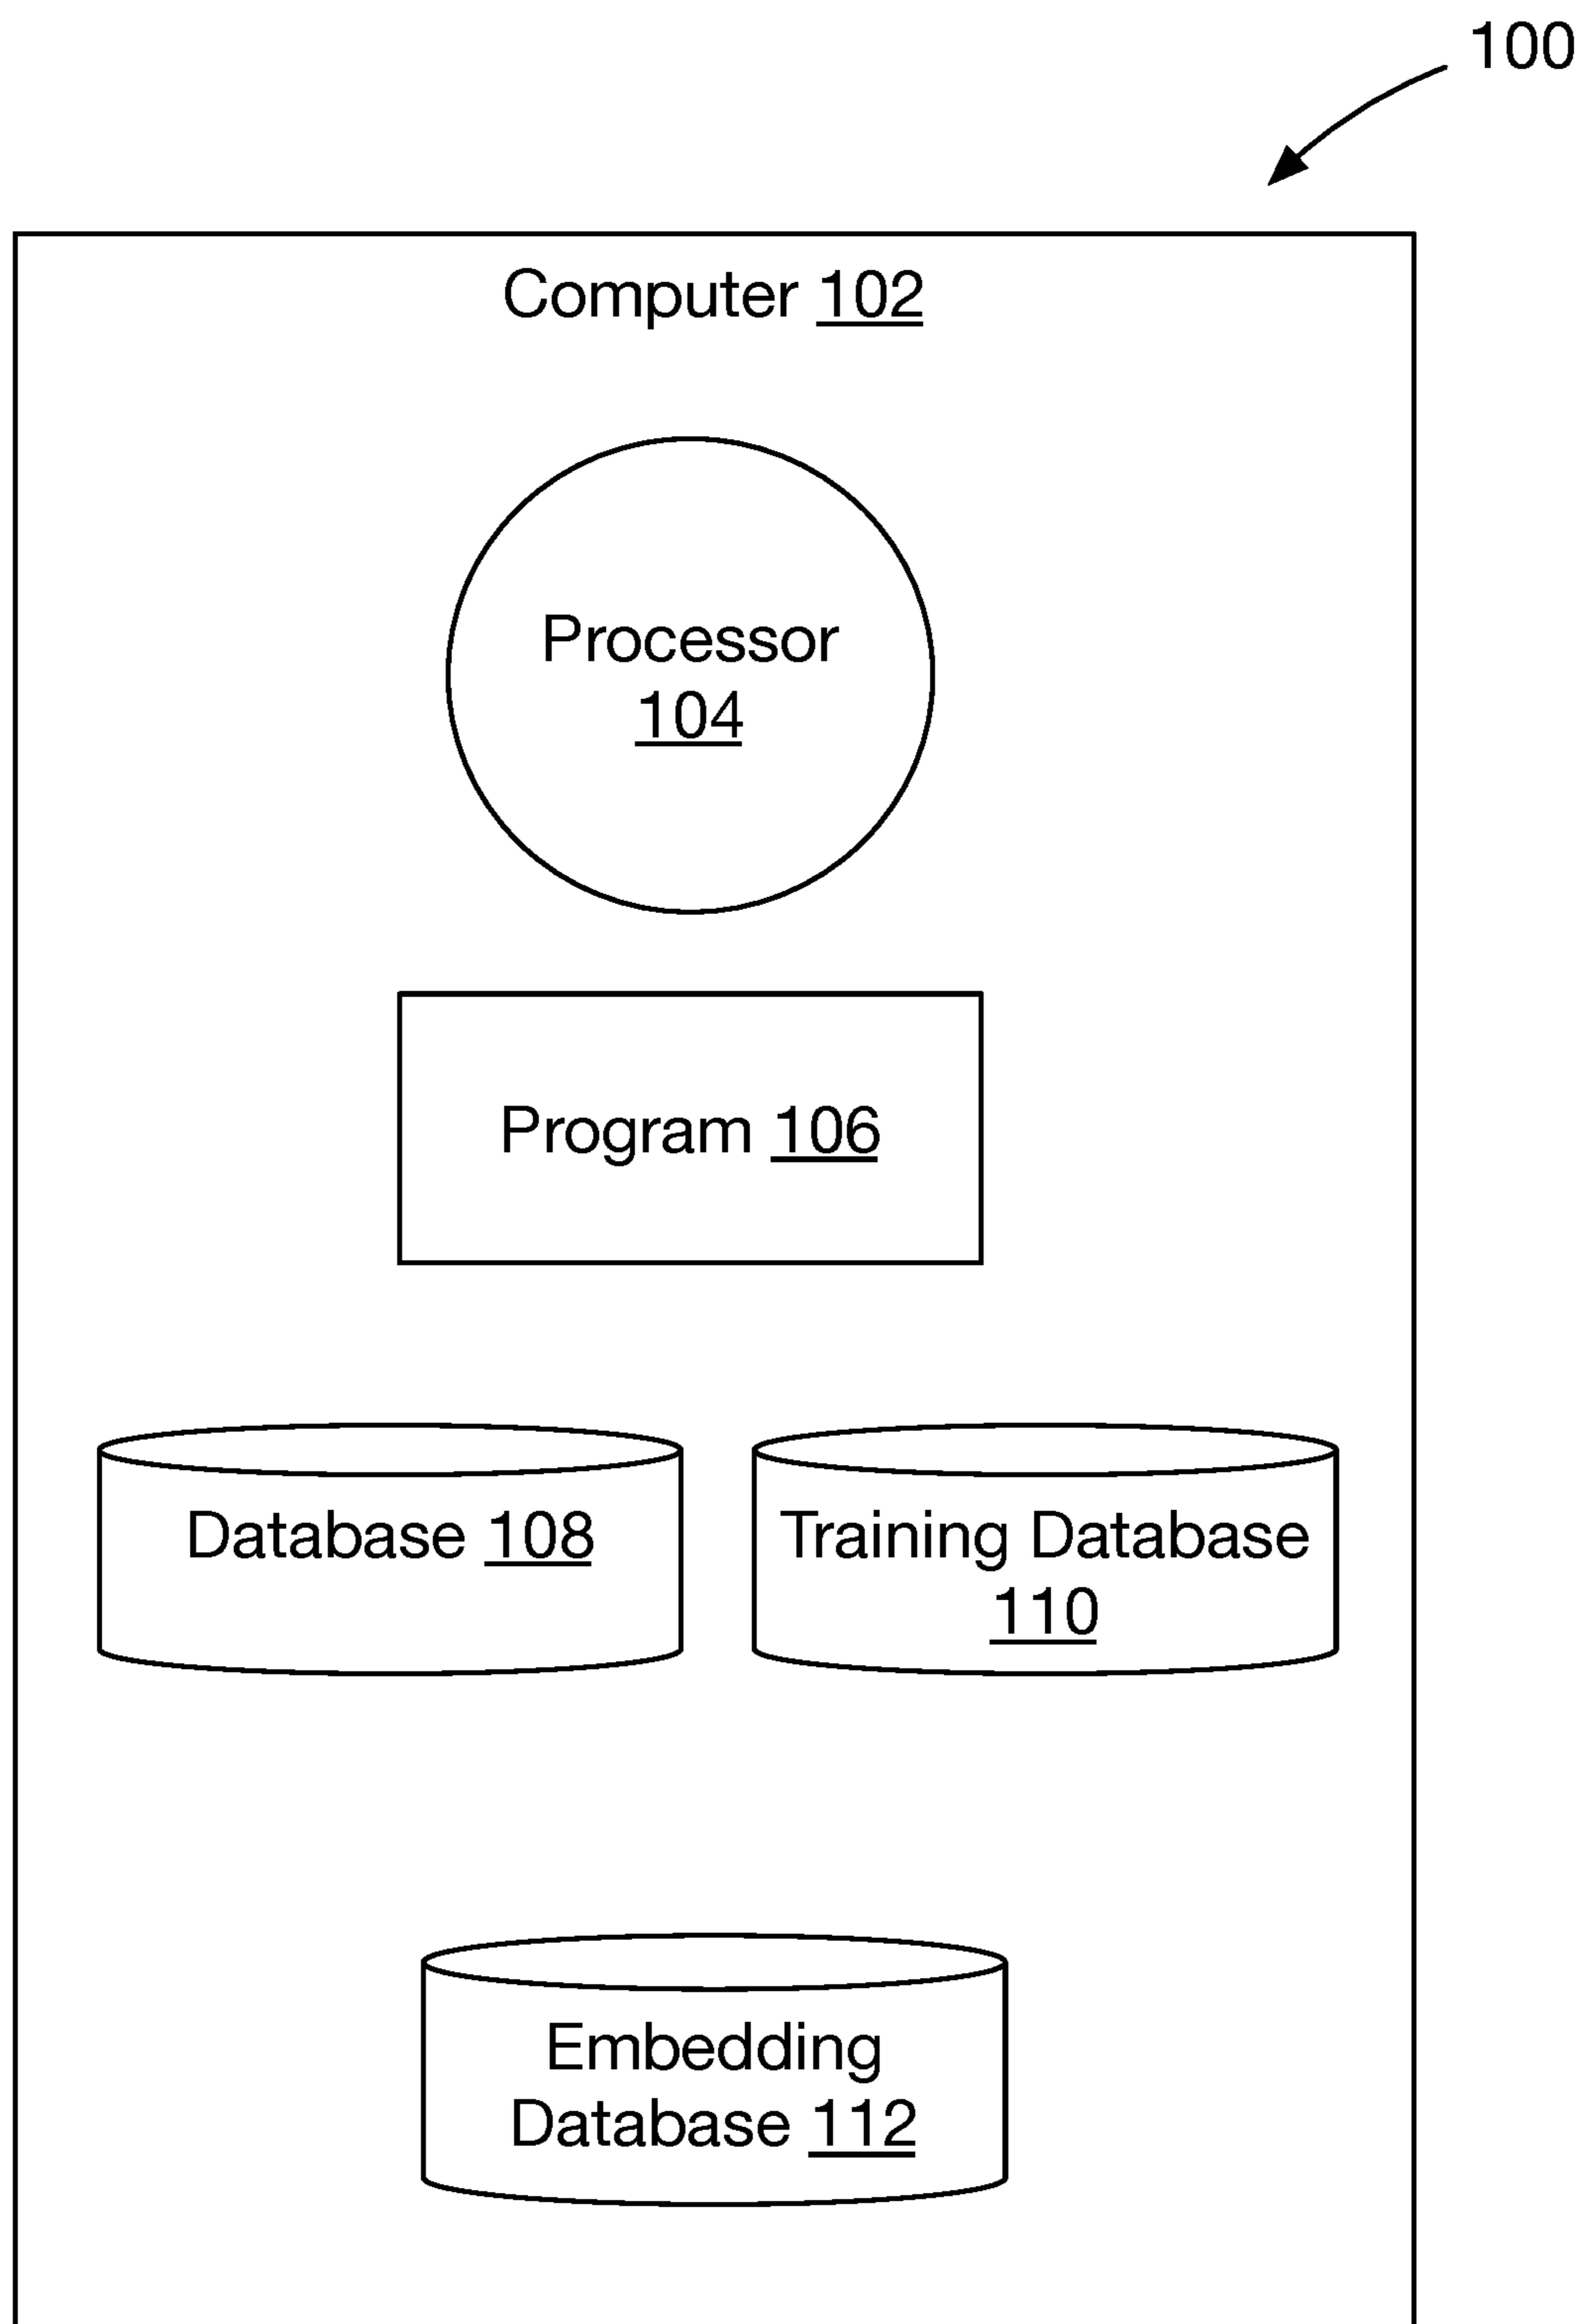 100
Computer 102
Processor
104
Program 106
Database 108
Training Database
110
Embedding
Database 112